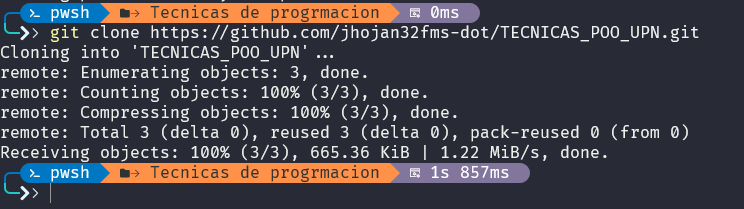 pwsh Tecnicas de progrmacion 0ms
git clone https://github.com/jhojan32fms-dot/TECNICAS_POO_UPN.git
Cloning into 'TECNICAS_POO_UPN'...
remote: Enumerating objects: 3, done.
remote: Counting objects: 100% (3/3), done.
remote: Compressing objects: 100% (3/3), done.
remote: Total 3 (delta 0), reused 3 (delta 0), pack-reused 0 (from 0)
Receiving objects: 100% (3/3), 665.36 KiB | 1.22 MiB/s, done.
pwsh Tecnicas de progrmacion 1s 857ms